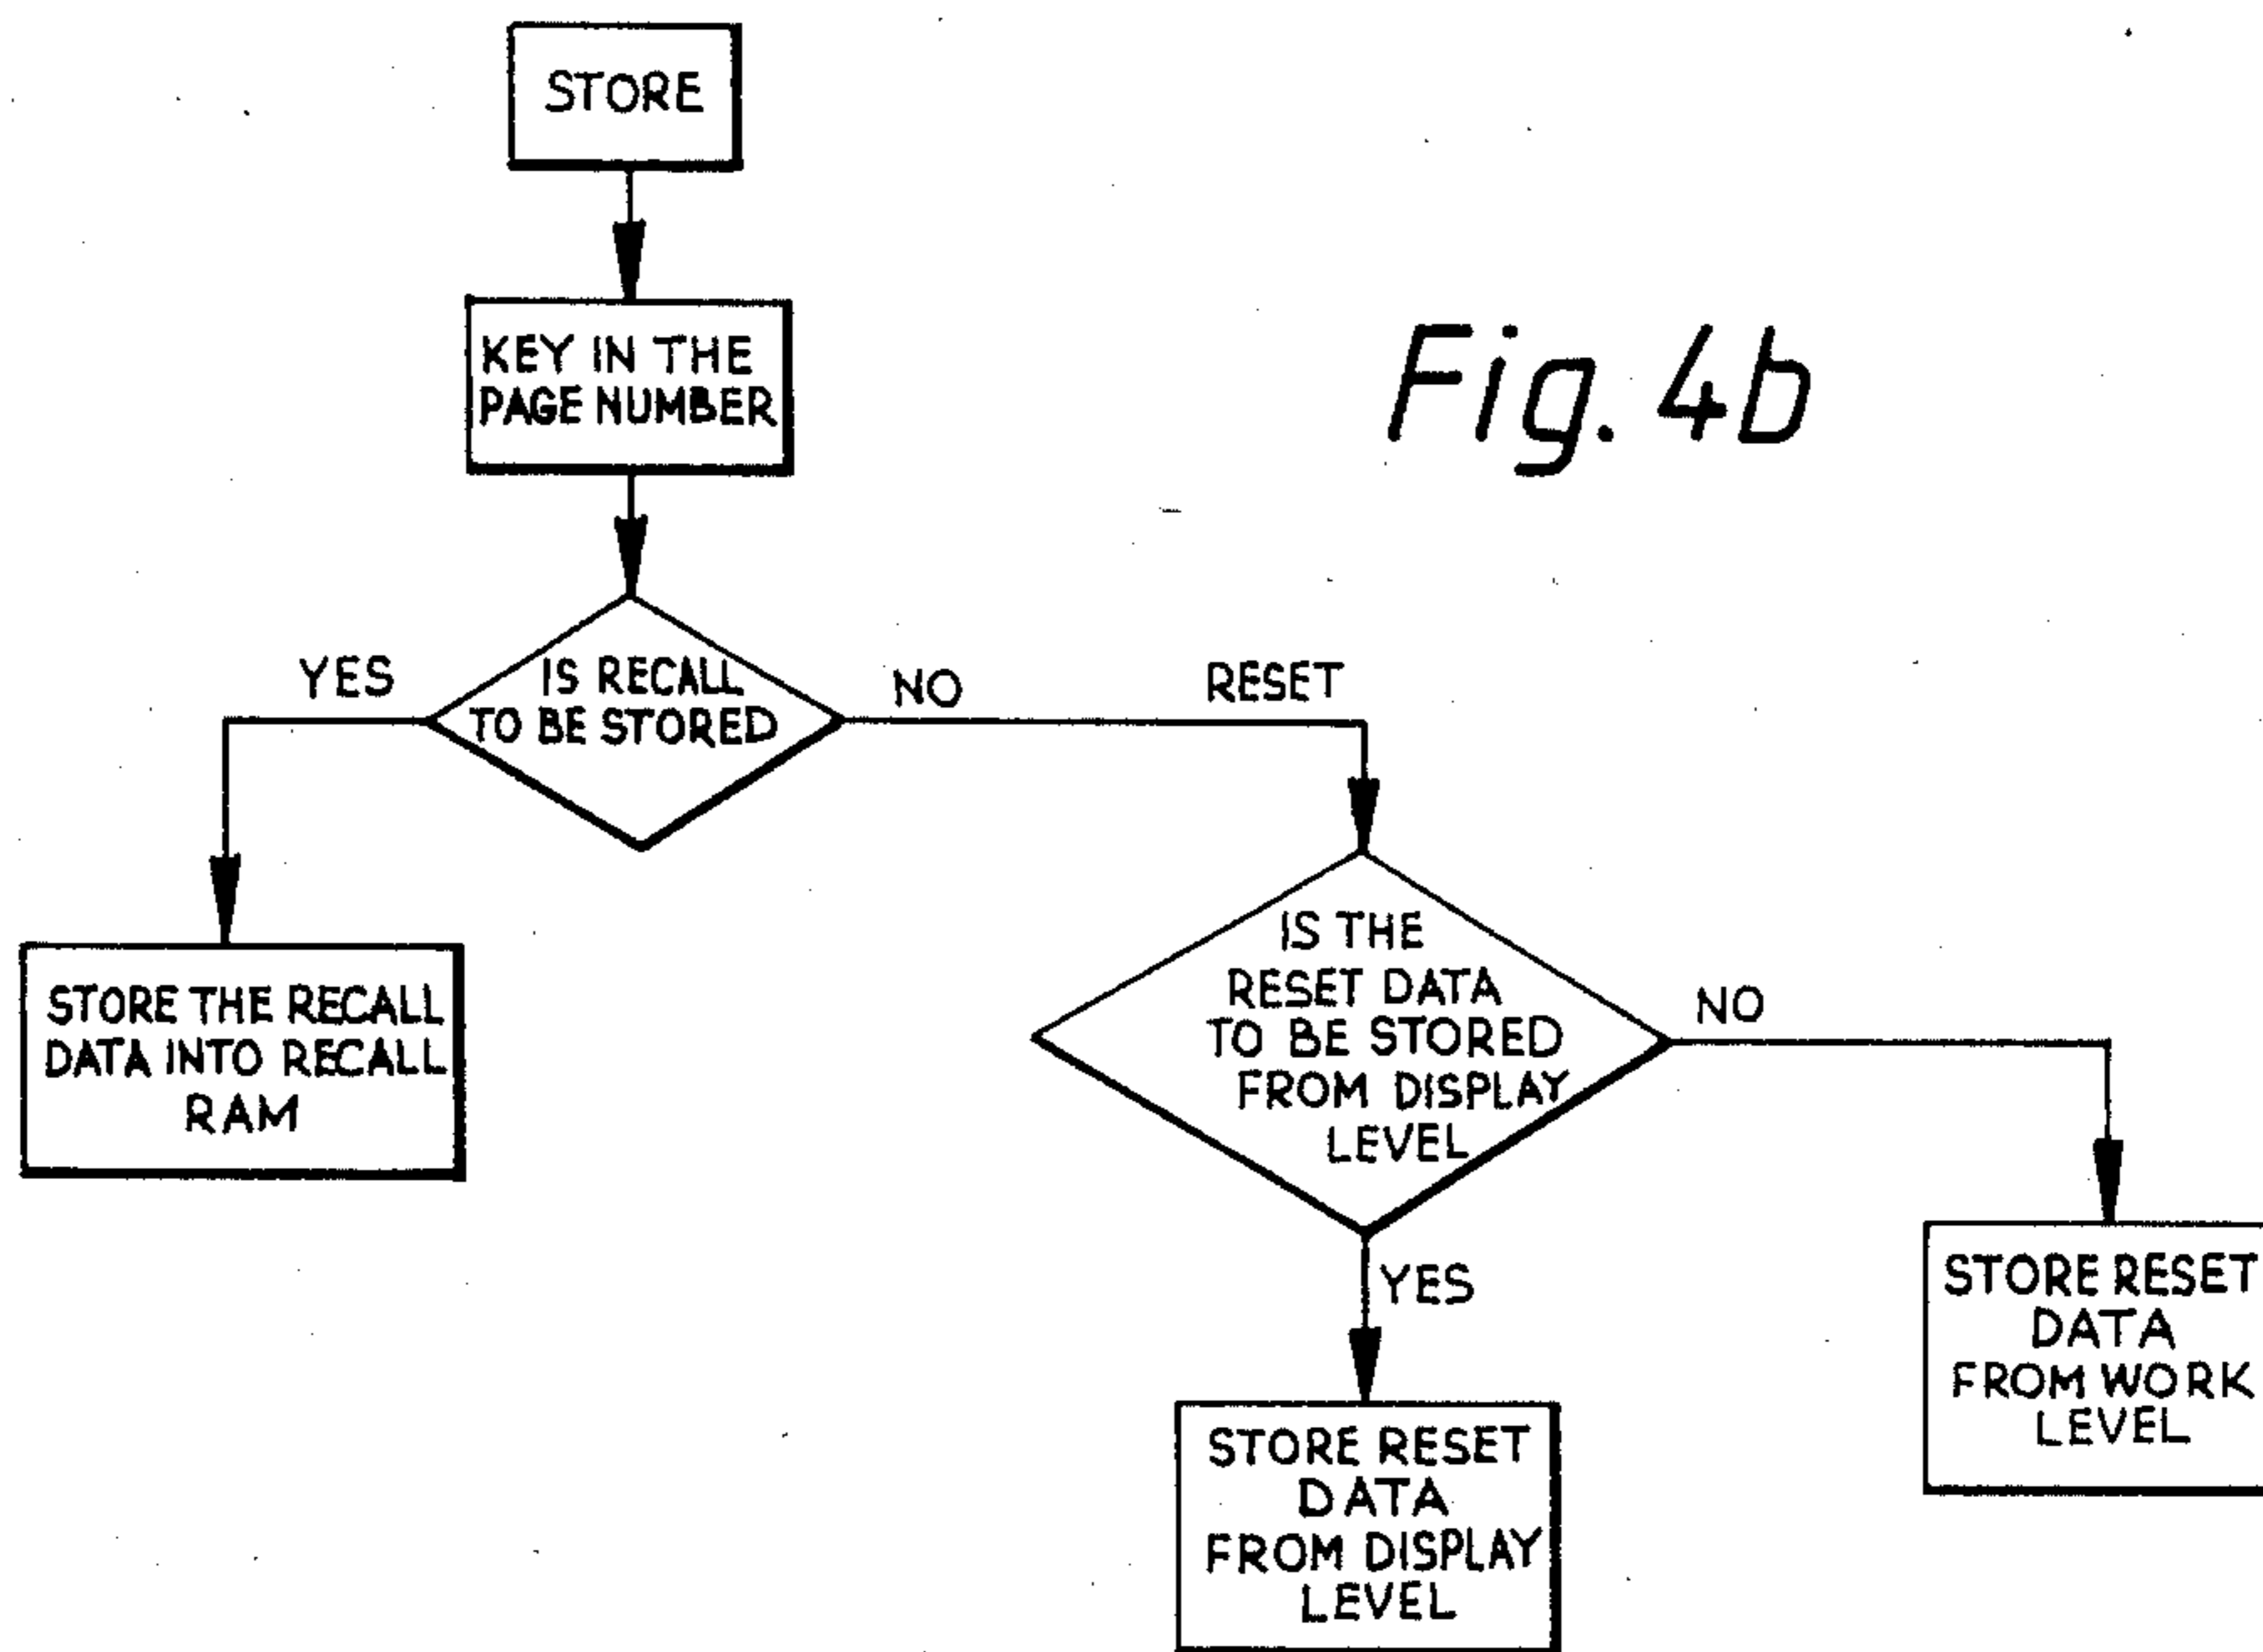 STORE
KEY IN THE
PAGE NUMBER
Fig. 4b
YES
IS RECALL
TO BE STORED
NO
RESET
STORE THE RECALL
DATA INTO RECALL
RAM
IS THE
RESET DATA
TO BE STORED
FROM DISPLAY
LEVEL
NO
YES
STORE RESET
DATA
FROM DISPLAY
LEVEL
STORE RESET
DATA
FROM WORK
LEVEL